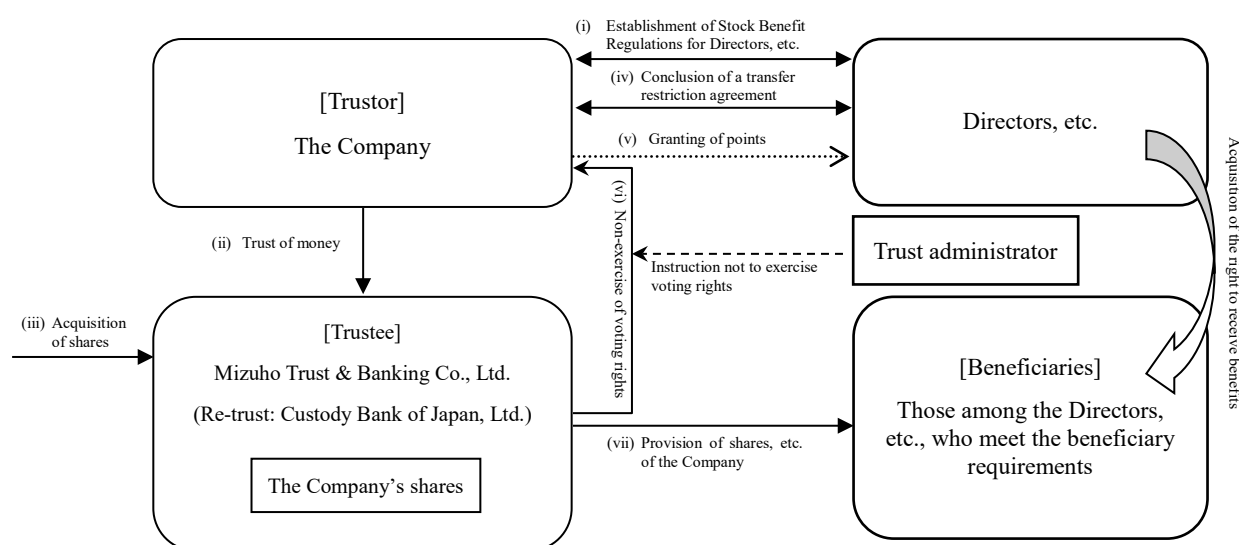 (i) Establishment of Stock Benefit
Regulations for Directors, etc.
[Trustor]
The Company
(iv) Conclusion of a transfer
restriction agreement
(v) Granting of points
Directors, etc.
Acquisition of the right to receive benefits
(ii) Trust of money
(vi) Non-exercise of voting rights
Instruction not to exercise
voting rights
Trust administrator
(iii) Acquisition
of shares
[Trustee]
Mizuho Trust & Banking Co., Ltd.
(Re-trust: Custody Bank of Japan, Ltd.)
The Company’s shares
(vii) Provision of shares, etc.
of the Company
[Beneficiaries]
Those among the Directors,
etc., who meet the beneficiary
requirements